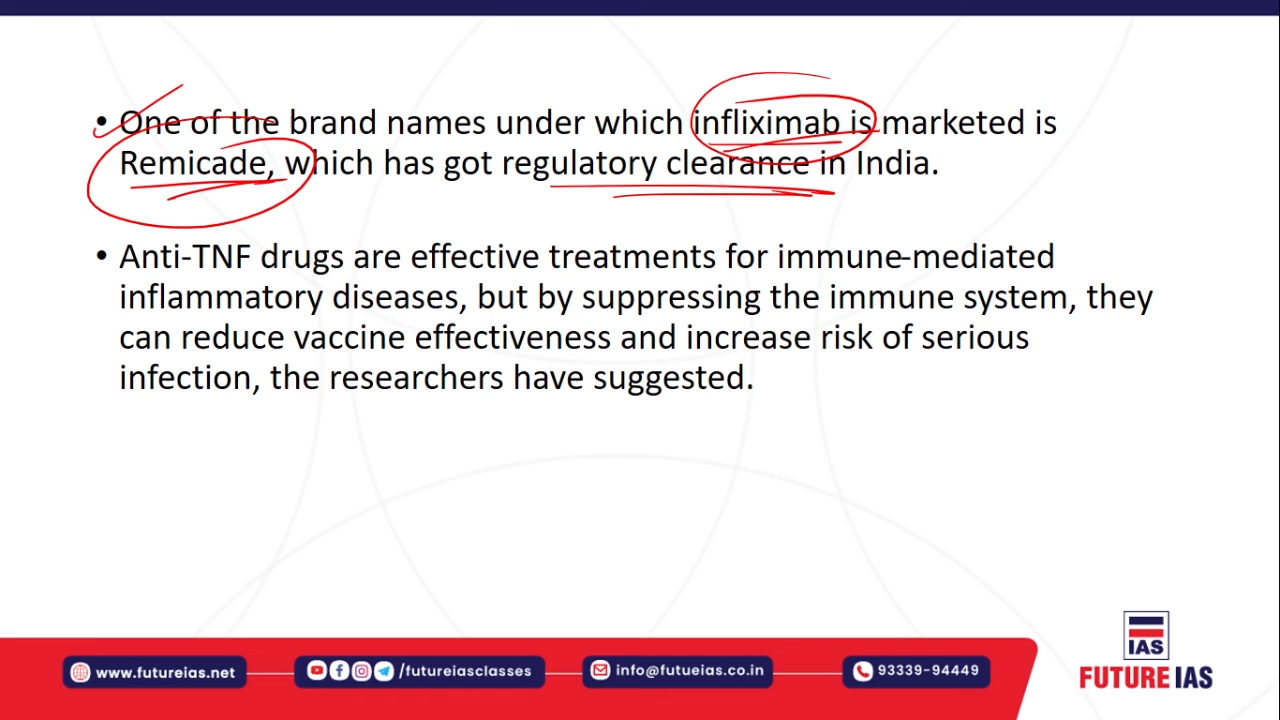 • One of the brand names under which infliximab is marketed is
Remicade, which has got regulatory clearance in India.
• Anti-TNF drugs are effective treatments for immune-mediated
inflammatory diseases, but by suppressing the immune system, they
can reduce vaccine effectiveness and increase risk of serious
infection, the researchers have suggested.
IAS
FUTURE IAS
www.futureias.net
/futureiasclasses
info@futueias.co.in
93339-94449